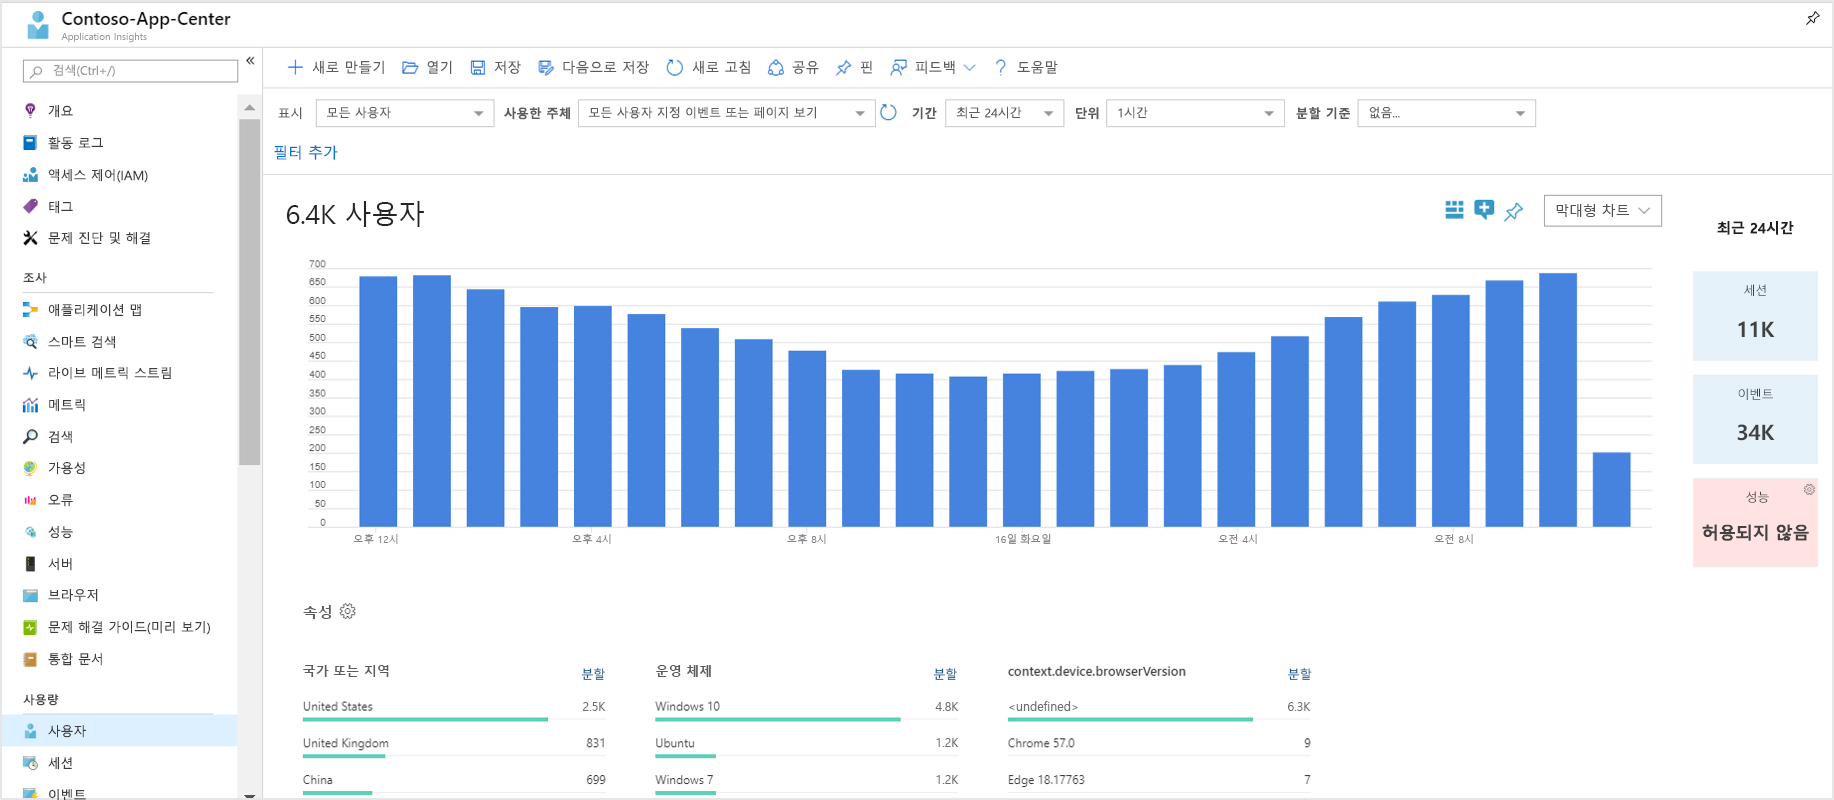 Contoso-App-Center
Application Insights
검색(Ctrl+/)
«
개요
활동 로그
액세스 제어(IAM)
태그
문제 진단 및 해결
조사
애플리케이션 맵
스마트 검색
라이브 메트릭 스트림
메트릭
검색
가용성
오류
성능
서버
브라우저
문제 해결 가이드(미리 보기)
통합 문서
사용량
사용자
세션
이벤트
새로 만들기 열기 저장 다음으로 저장 새로 고침 공유 핀 피드백 ? 도움말
표시 모든 사용자 사용한 주체 모든 사용자 지정 이벤트 또는 페이지 보기 기간 최근 24시간 단위 1시간 분할 기준 없음...
필터 추가
6.4K 사용자
막대형 차트
700
650
600
550
500
450
400
350
300
250
200
150
100
50
0
오후 12시 오후 4시 오후 8시 16일 화요일 오전 4시 오전 8시
최근 24시간
세션
11K
이벤트
34K
성능
허용되지 않음
속성
국가 또는 지역 분할
United States 2.5K
United Kingdom 831
China 699
운영 체제 분할
Windows 10 4.8K
Ubuntu 1.2K
Windows 7 1.2K
context.device.browserVersion 분할
<undefined> 6.3K
Chrome 57.0 9
Edge 18.17763 7